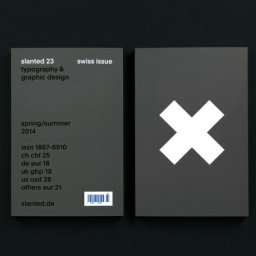 slanted 23 swiss issue
typography &
graphic design
spring/summer
2014
issn 1867-6510
ch chf 25
de eur 18
uk gbp 18
us usd 28
others eur 21
slanted.de